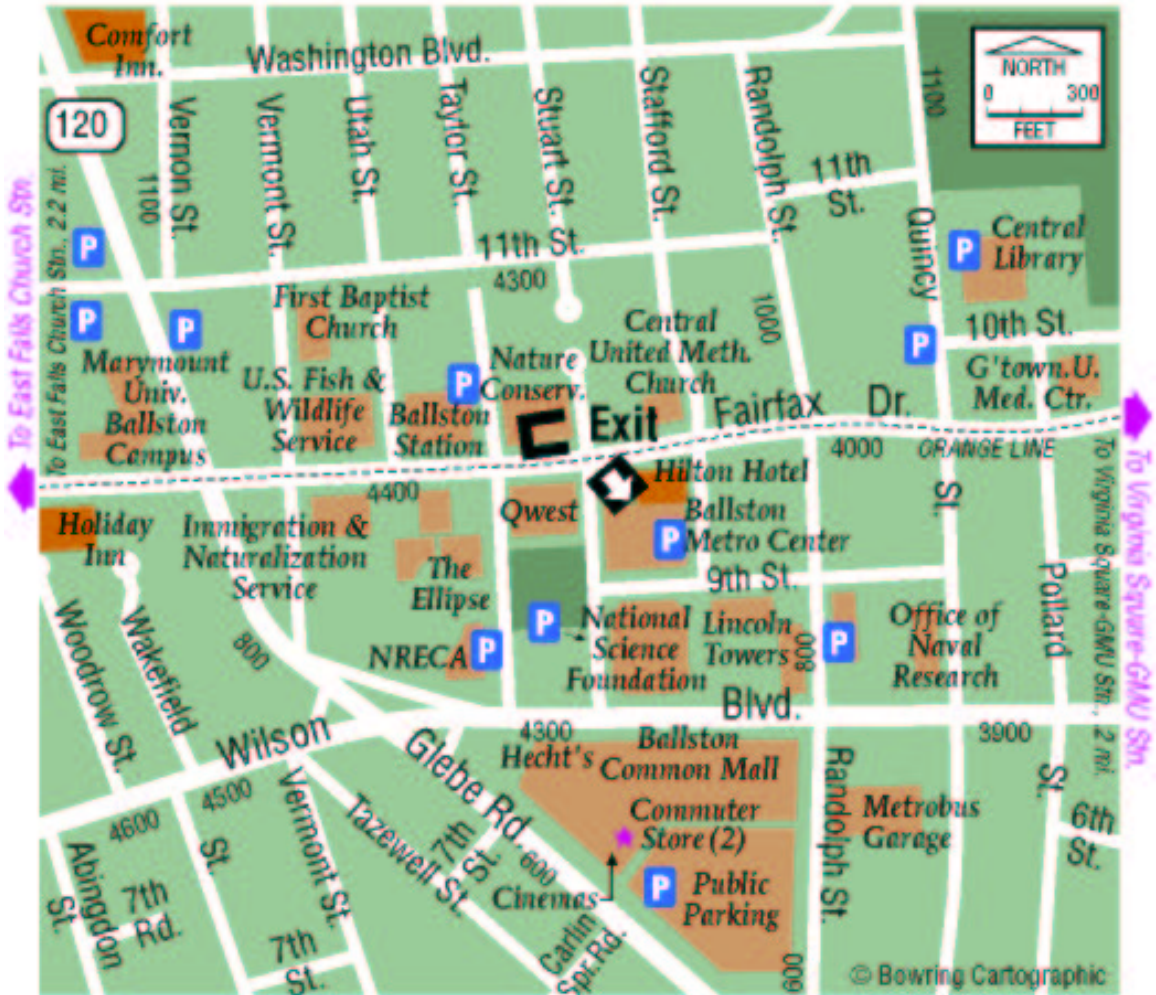 Comfort
Inn.
Washington Blvd.
NORTH
0 300
FEET
120
1100
Vernon St.
Vermont St.
Utah St.
Taylor St.
Stuart St.
Stafford St.
Randolph St.
1100
11th
St.
Quincy
11th St.
4300
P
Central
Library
P
To East Falls Church Stn.
To East Falls Church Stn., 2.2 mi.
P
P
First Baptist
Church
Central
United Meth.
Church
1000
10th St.
P
Marymount
Univ.
Ballston
Campus
U.S. Fish &
Wildlife
Service
P
Ballston
Station
Nature
Conserv.
G'town.U.
Med. Ctr.
Exit
Fairfax Dr.
4000
ORANGE LINE
4400
Hilton Hotel
Holiday
Inn
Immigration &
Naturalization
Service
Qwest
Ballston
Metro Center
P
St.
To Virginia Square-GMU Stn.
To Virginia Square-GMU Stn., .2 mi.
The
Ellipse
9th St.
Pollard
Woodrow St.
Wakefield
800
NRECA
P
P
National
Science
Foundation
Lincoln
Towers
800
P
Office of
Naval
Research
Wilson
Blvd.
4300
3900
Glebe Rd.
Hecht's
Ballston
Common Mall
Randolph St.
St.
4600
4500
Vermont St.
Tazewell St.
7th
St.
600
Commuter
Store (2)
Metrobus
Garage
6th
St.
St.
Abingdon
St.
7th
Rd.
Cinemas
P
Public
Parking
7th
St.
Carlin
Spr. Rd.
600
© Bowring Cartographic